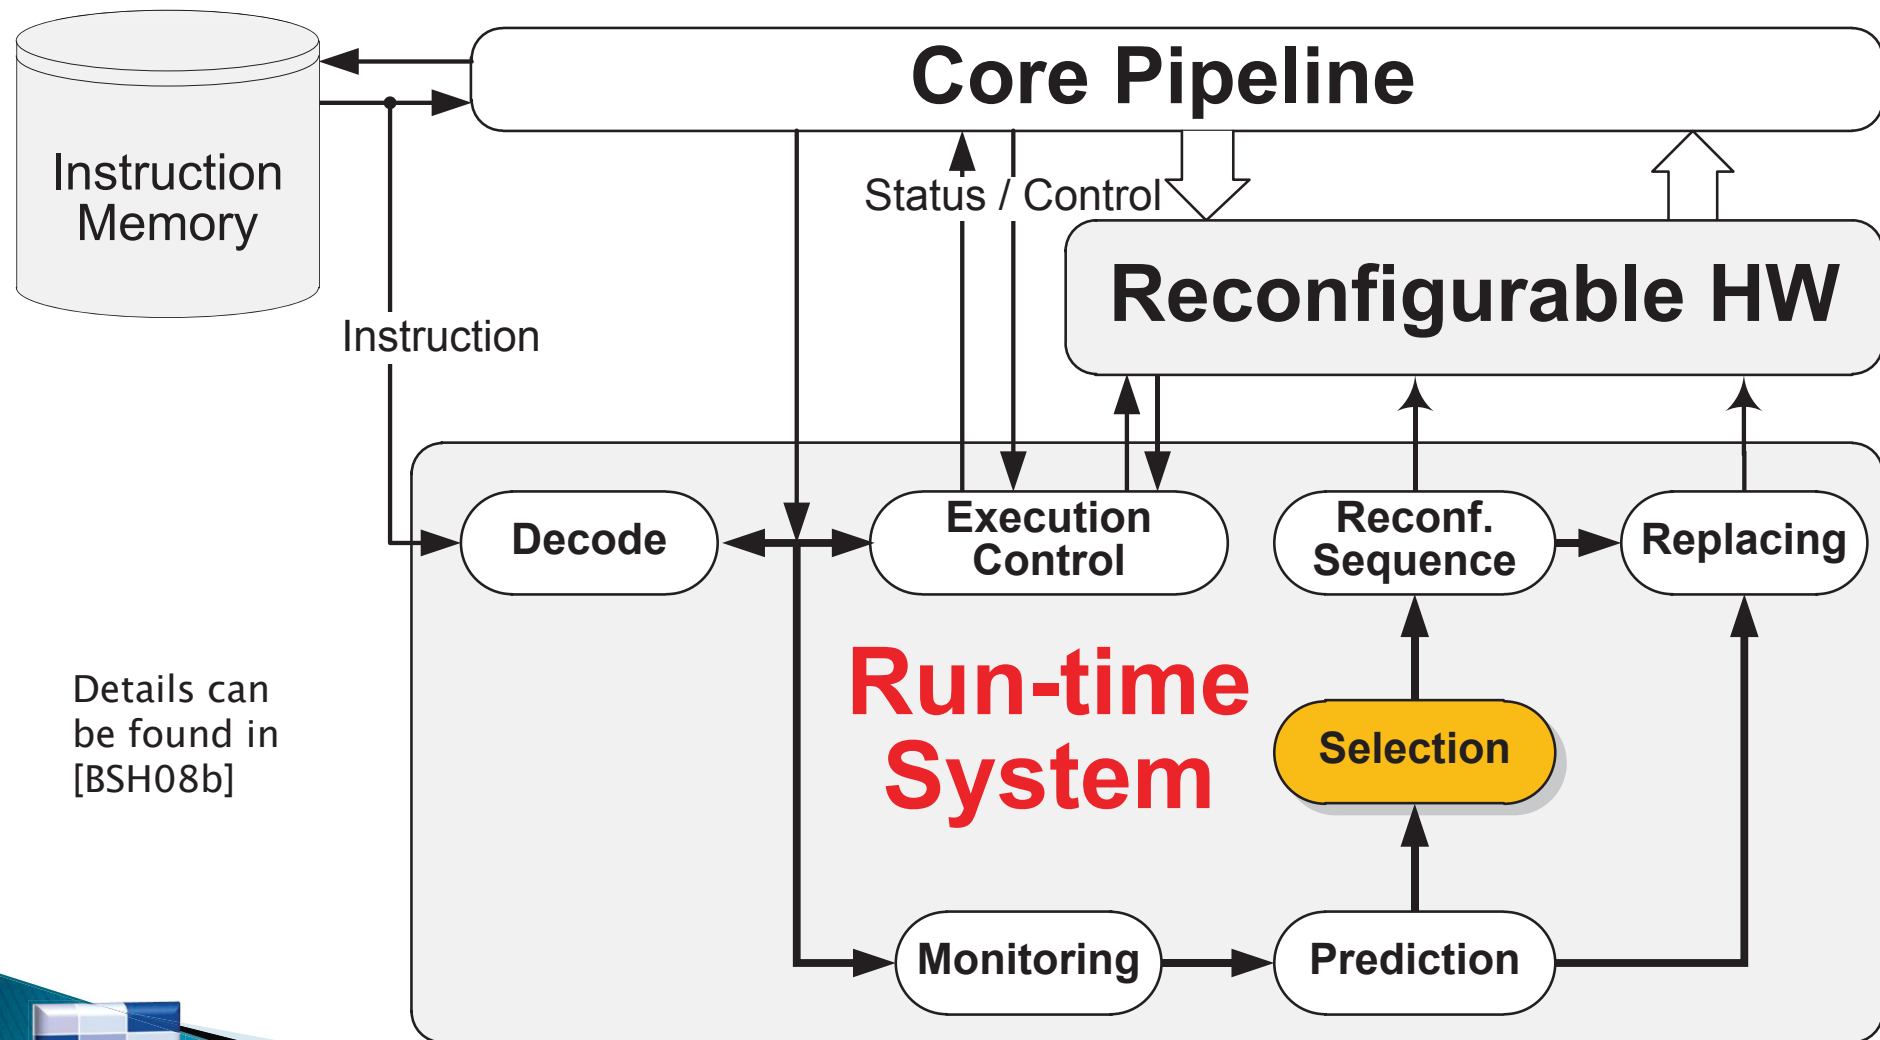 Core Pipeline
Instruction
Memory
Status / Control
Reconfigurable HW
Instruction
Decode
Execution
Control
Reconf.
Sequence
Replacing
Run-time
System
Selection
Details can
be found in
[BSH08b]
Monitoring
Prediction